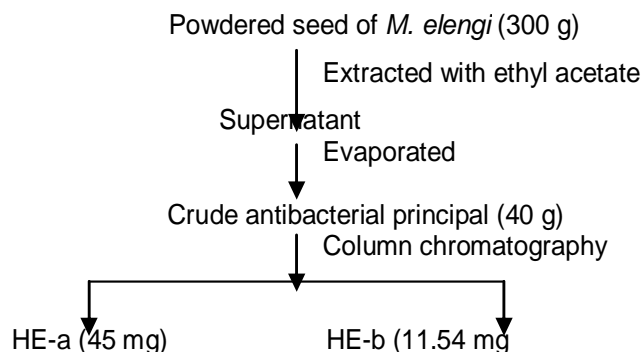 Powdered seed of M. elengi (300 g)
Extracted with ethyl acetate
Supernatant
Evaporated
Crude antibacterial principal (40 g)
Column chromatography
HE-a (45 mg)
HE-b (11.54 mg